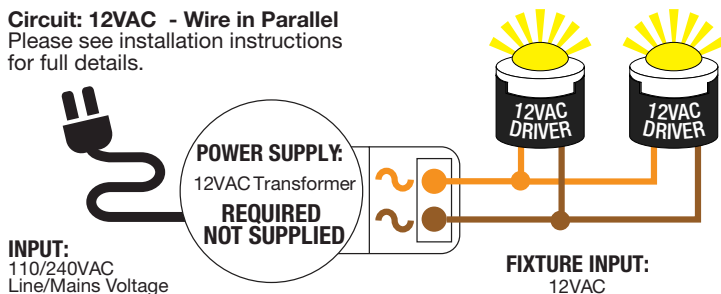 Circuit: 12VAC - Wire in Parallel
Please see installation instructions
for full details.
12VAC
DRIVER
12VAC
DRIVER
POWER SUPPLY:
12VAC Transformer
REQUIRED
NOT SUPPLIED
INPUT:
110/240VAC
Line/Mains Voltage
FIXTURE INPUT:
12VAC